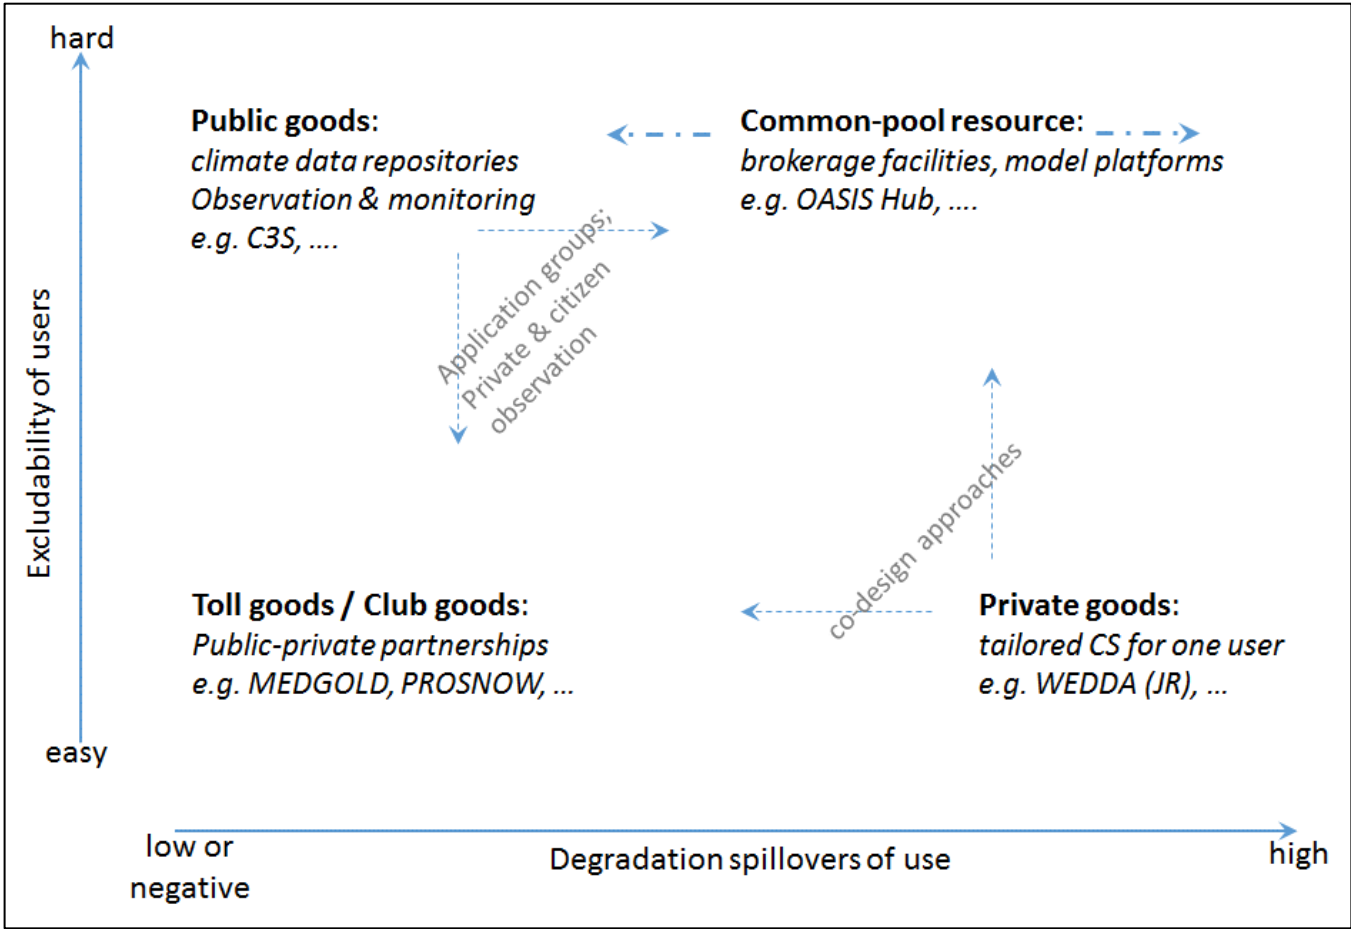 hard
Public goods:
climate data repositories
Observation & monitoring
e.g. C3S, ....
Common-pool resource:
brokerage facilities, model platforms
e.g. OASIS Hub, ....
Application groups;
Private & citizen
observation
Excludability of users
co-design approaches
Toll goods / Club goods:
Public-private partnerships
e.g. MEDGOLD, PROSNOW, ...
Private goods:
tailored CS for one user
e.g. WEDDA (JR), ...
easy
low or
negative
Degradation spillovers of use
high